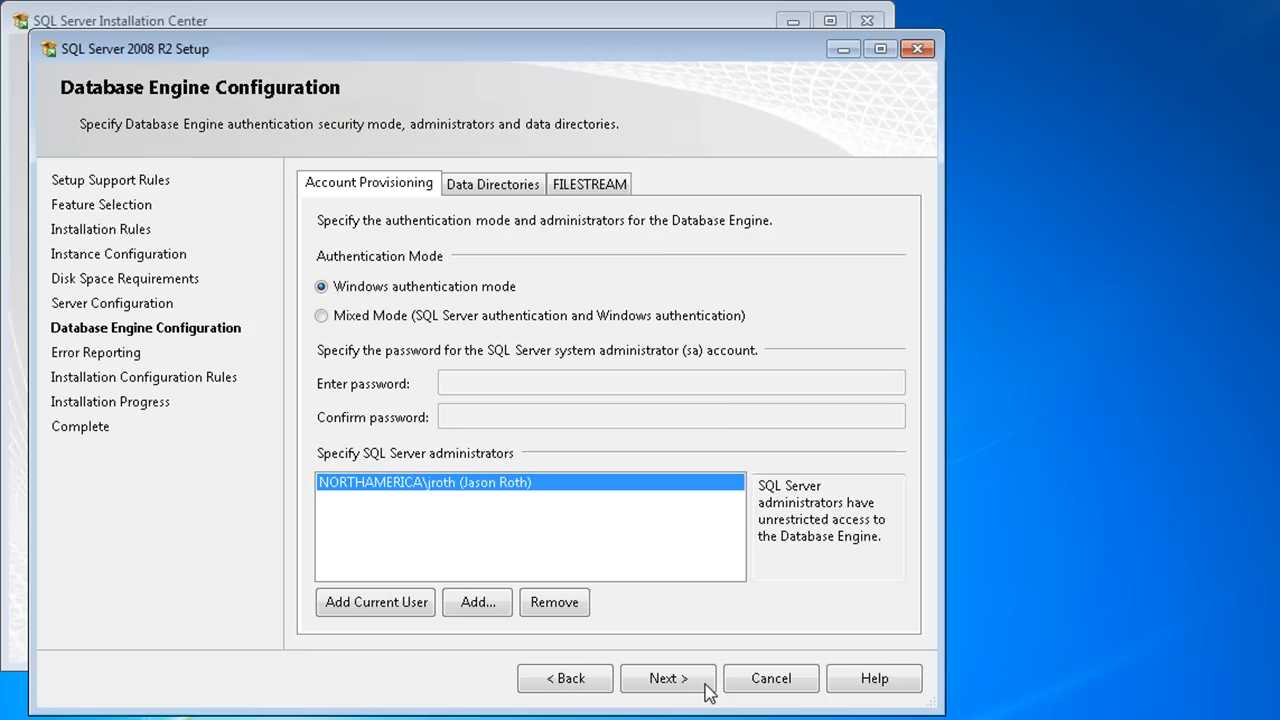 SQL Server Installation Center
SQL Server 2008 R2 Setup
Database Engine Configuration
Specify Database Engine authentication security mode, administrators and data directories.
Setup Support Rules
Feature Selection
Installation Rules
Instance Configuration
Disk Space Requirements
Server Configuration
Database Engine Configuration
Error Reporting
Installation Configuration Rules
Installation Progress
Complete
Account Provisioning Data Directories FILESTREAM
Specify the authentication mode and administrators for the Database Engine.
Authentication Mode
Windows authentication mode
Mixed Mode (SQL Server authentication and Windows authentication)
Specify the password for the SQL Server system administrator (sa) account.
Enter password:
Confirm password:
Specify SQL Server administrators
NORTHAMERICA\jroth (Jason Roth)
SQL Server
administrators have
unrestricted access to
the Database Engine.
Add Current User Add... Remove
< Back Next > Cancel Help